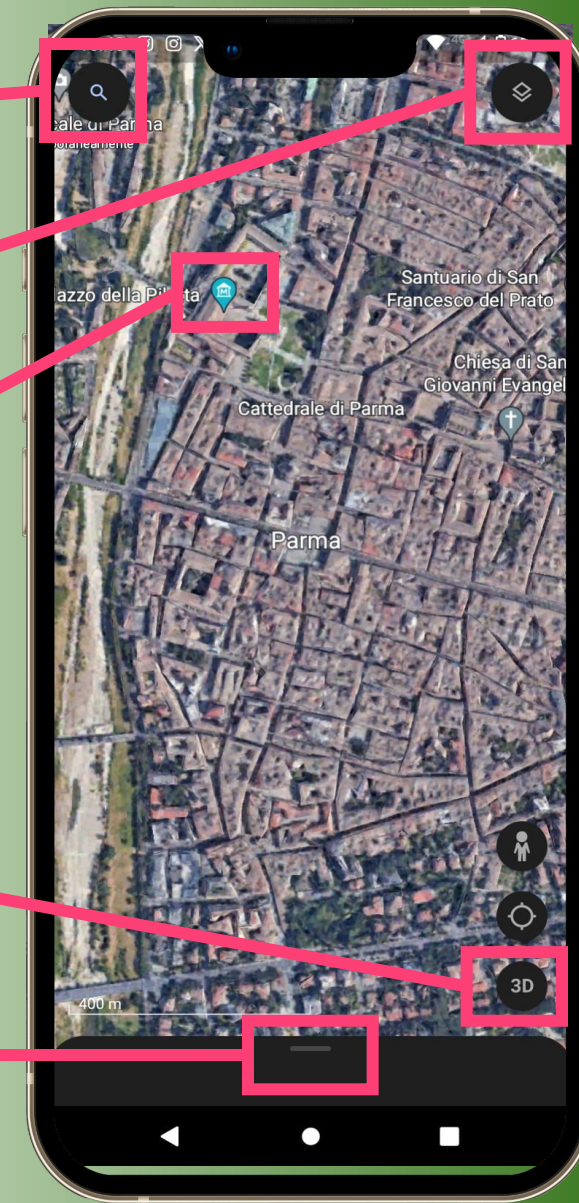 cale di Parma
poraneamente
azzo della Pilotta
Santuario di San
Francesco del Prato
Chiesa di San
Giovanni Evangel
Cattedrale di Parma
Parma
400 m
3D